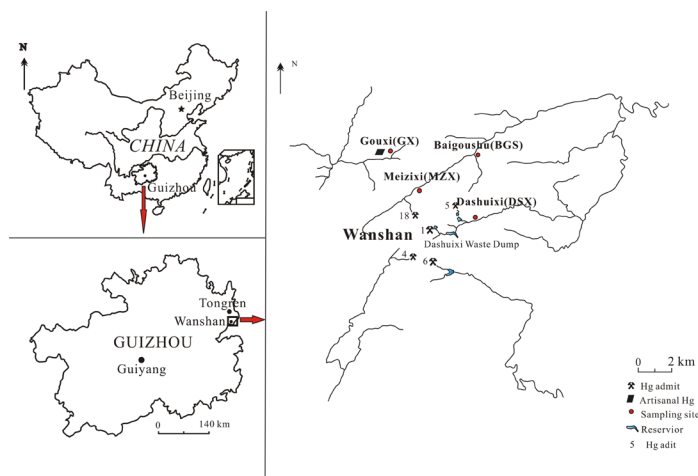 N
Beijing
CHINA
Guizhou
Tongren
Wanshan
GUIZHOU
Guiyang
0 140 km
N
Gouxi(GX)
Baigoushu(BGS)
Meizixi(MZX)
5
Dashuixi(DSX)
18
Wanshan
1
Dashuixi Waste Dump
4
6
0 2 km
Hg admit
Artisanal Hg
Sampling site
Reservior
5 Hg adit